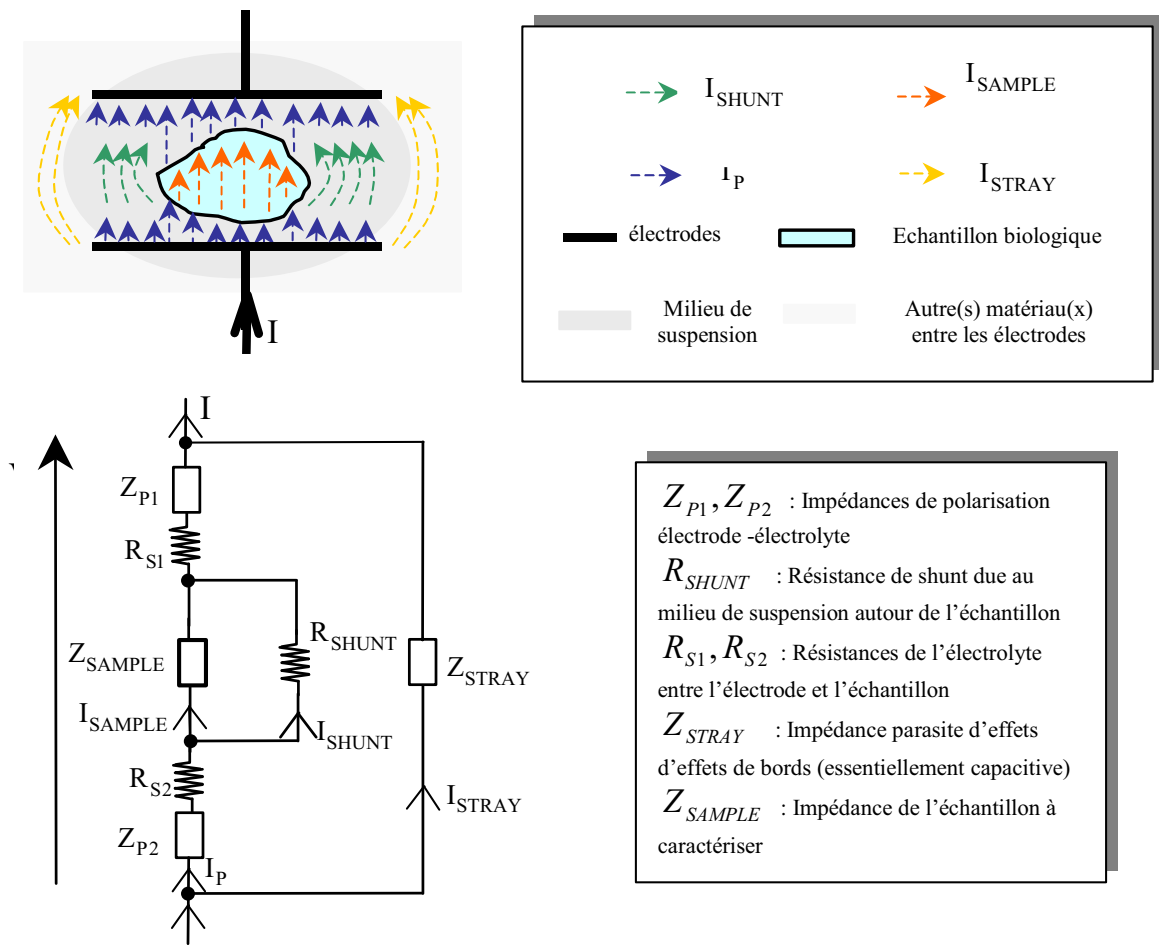 I
I_SHUNT
I_SAMPLE
I_P
I_STRAY
électrodes
Echantillon biologique
Milieu de
suspension
Autre(s) matériau(x)
entre les électrodes
I
Z_P1
R_S1
Z_SAMPLE
R_SHUNT
Z_STRAY
I_SAMPLE
I_SHUNT
R_S2
I_STRAY
Z_P2
I_P
Z_P1, Z_P2 : Impédances de polarisation
électrode -électrolyte
R_SHUNT : Résistance de shunt due au
milieu de suspension autour de l'échantillon
R_S1, R_S2 : Résistances de l'électrolyte
entre l'électrode et l'échantillon
Z_STRAY : Impédance parasite d'effets
d'effets de bords (essentiellement capacitive)
Z_SAMPLE : Impédance de l'échantillon à
caractériser